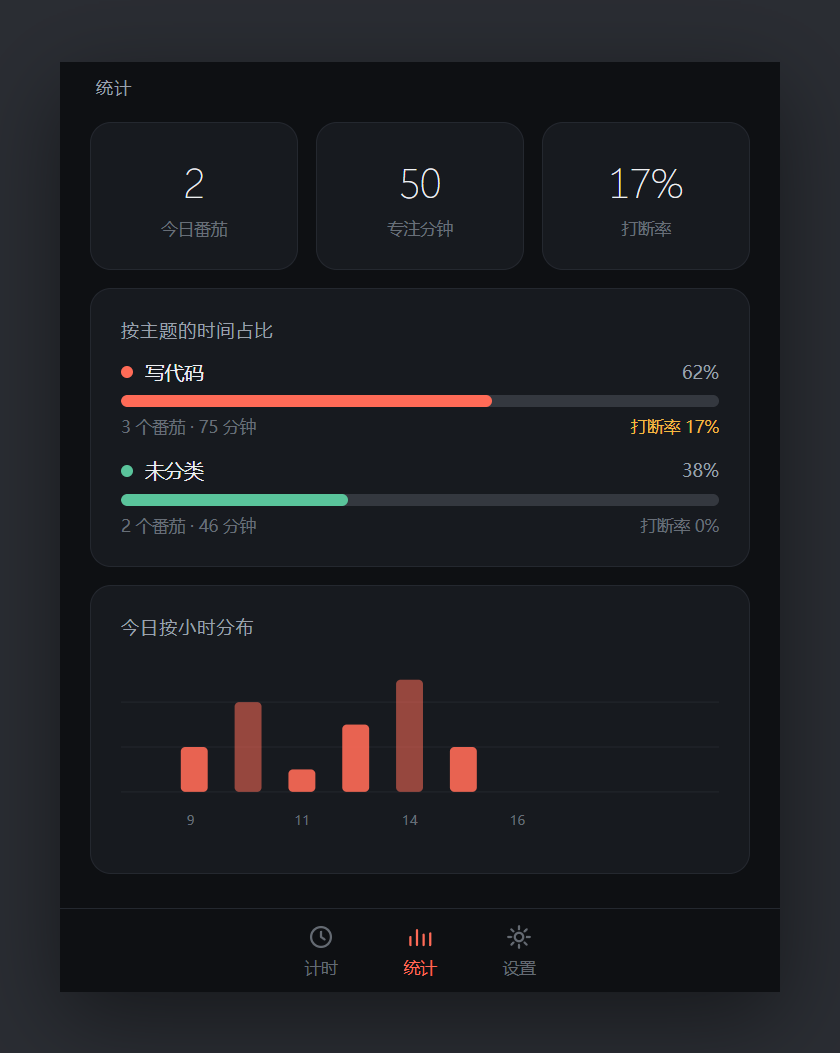 统计
2 50 17%
今日番茄 专注分钟 打断率
按主题的时间占比
写代码 62%
3 个番茄 · 75 分钟 打断率 17%
未分类 38%
2 个番茄 · 46 分钟 打断率 0%
今日按小时分布
9 11 14 16
计时 统计 设置